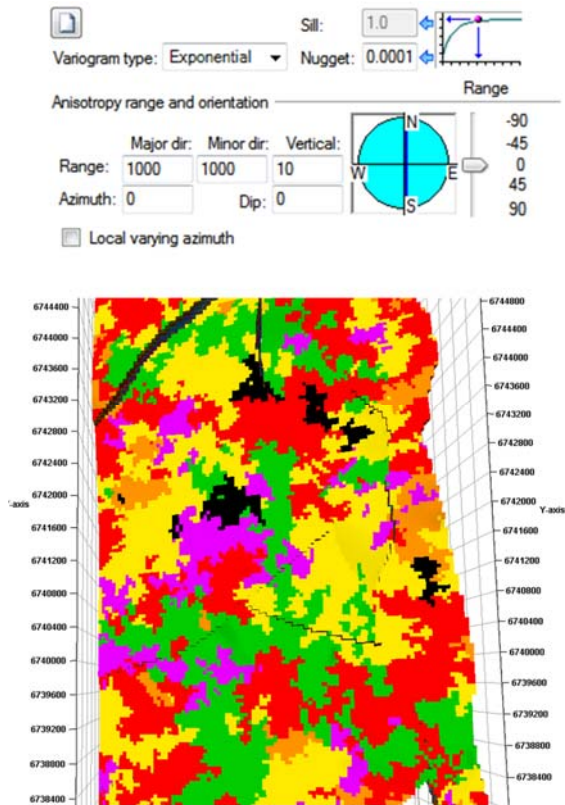 Sill: 1.0
Variogram type: Exponential Nugget: 0.0001
Range
Anisotropy range and orientation
Major dir: Minor dir: Vertical:
Range: 1000 1000 10
Azimuth: 0 Dip: 0
N
W E
S
-90
-45
0
45
90
Local varying azimuth
6744400
6744000
6743600
6743200
6742800
6742400
6742000
-axis
6741600
6741200
6740800
6740400
6740000
6739600
6739200
6738800
6738400
6744800
6744400
6744000
6743600
6743200
6742800
6742400
6742000
Y-axis
6741600
6741200
6740800
6740400
6740000
6739600
6739200
6738800
6738400